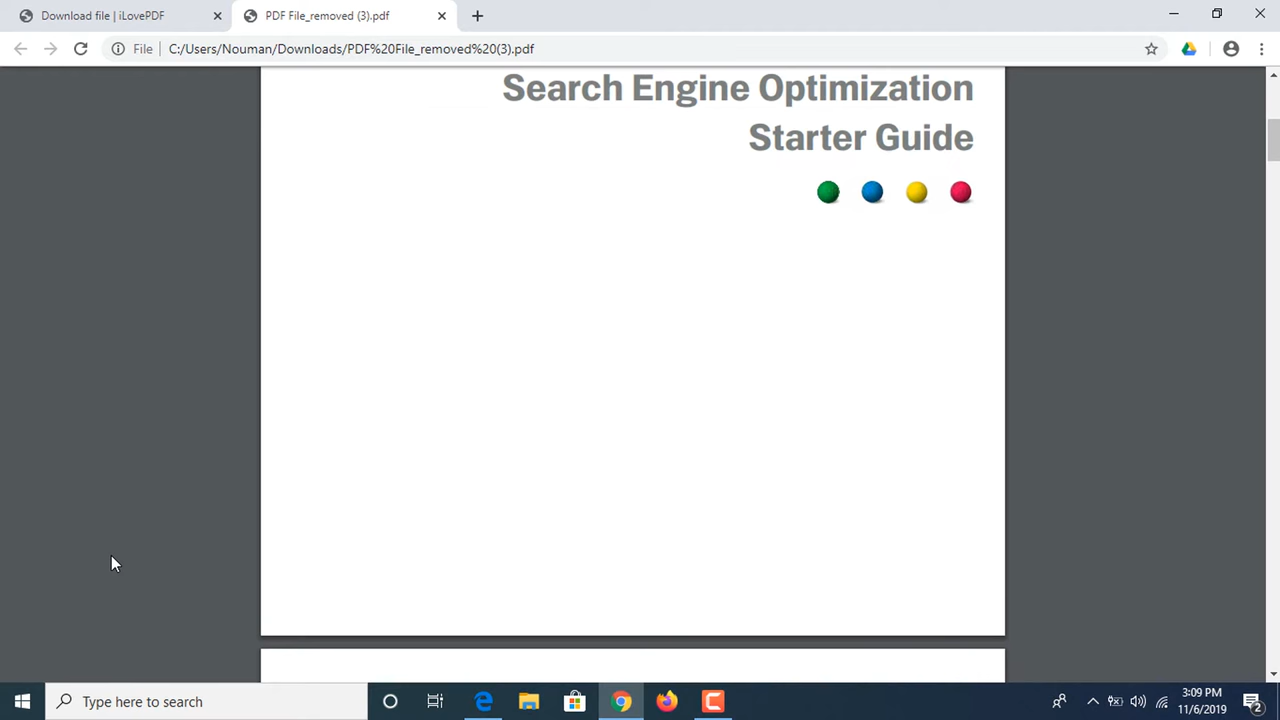 Download file | iLovePDF
PDF File_removed (3).pdf
File
C:/Users/Nouman/Downloads/PDF%20File_removed%20(3).pdf
Search Engine Optimization
Starter Guide
Type here to search
3:09 PM
11/6/2019
2